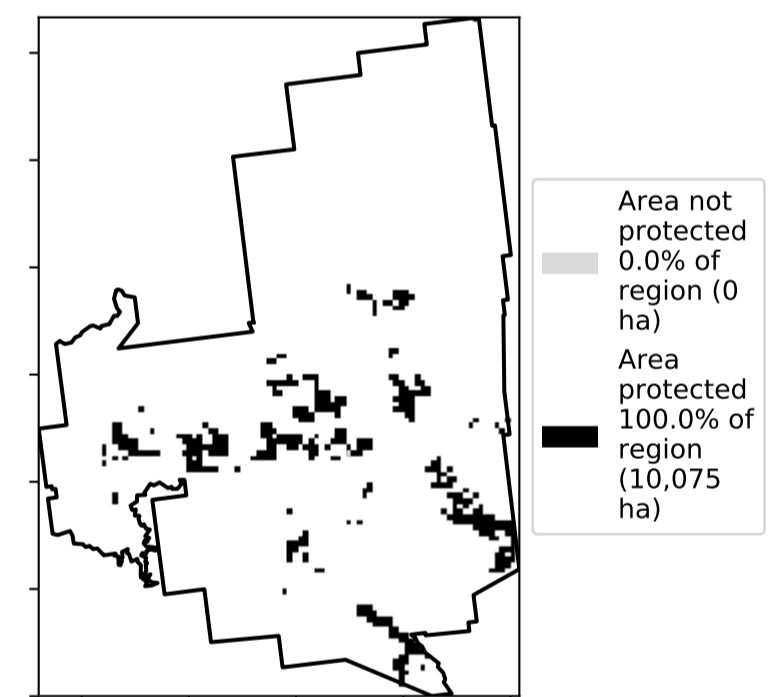 Area not
protected
0.0% of
region (0
ha)
Area
protected
100.0% of
region
(10,075
ha)